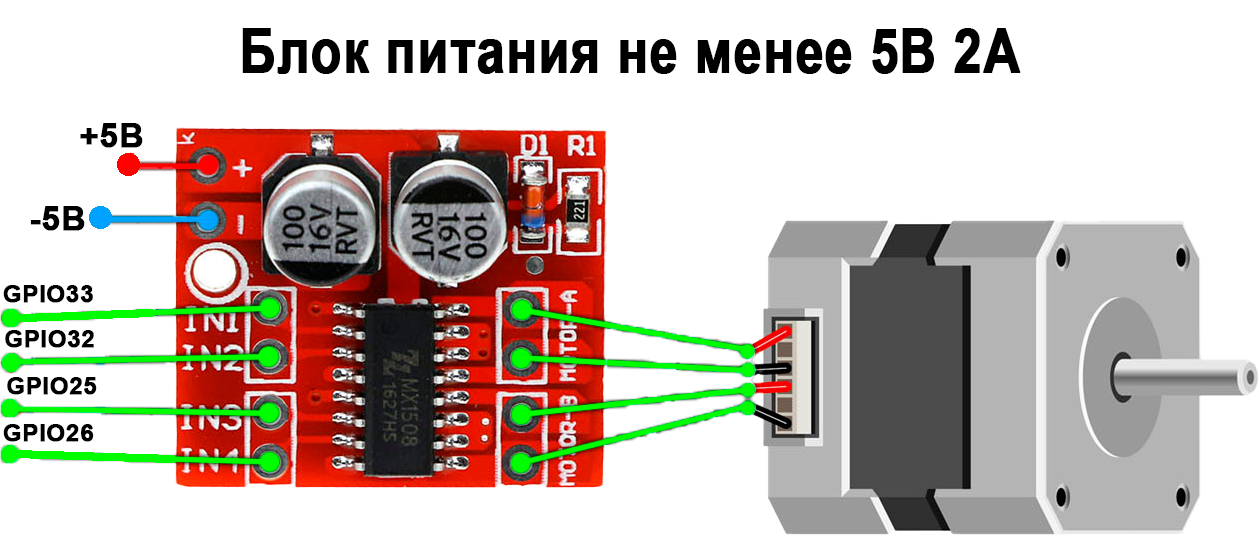 Блок питания не менее 5В 2А
+5В
K
+
D1
R1
-5В
-
100
16V
RVT
100
16V
RVT
221
GPIO33
IN1
MOTOR-A
GPIO32
IN2
GPIO25
IN3
MX1508
1627HS
MOTOR-B
GPIO26
IN4